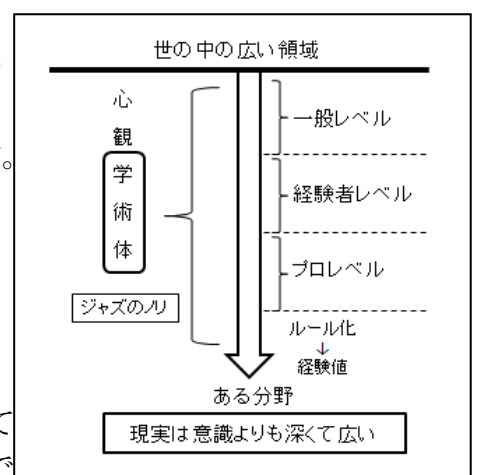 世の中の広い領域
心
観
学
術
体
ジャズのノリ
一般レベル
経験者レベル
プロレベル
ルール化
↓
経験値
ある分野
現実は意識よりも深くて広い
。
て
で